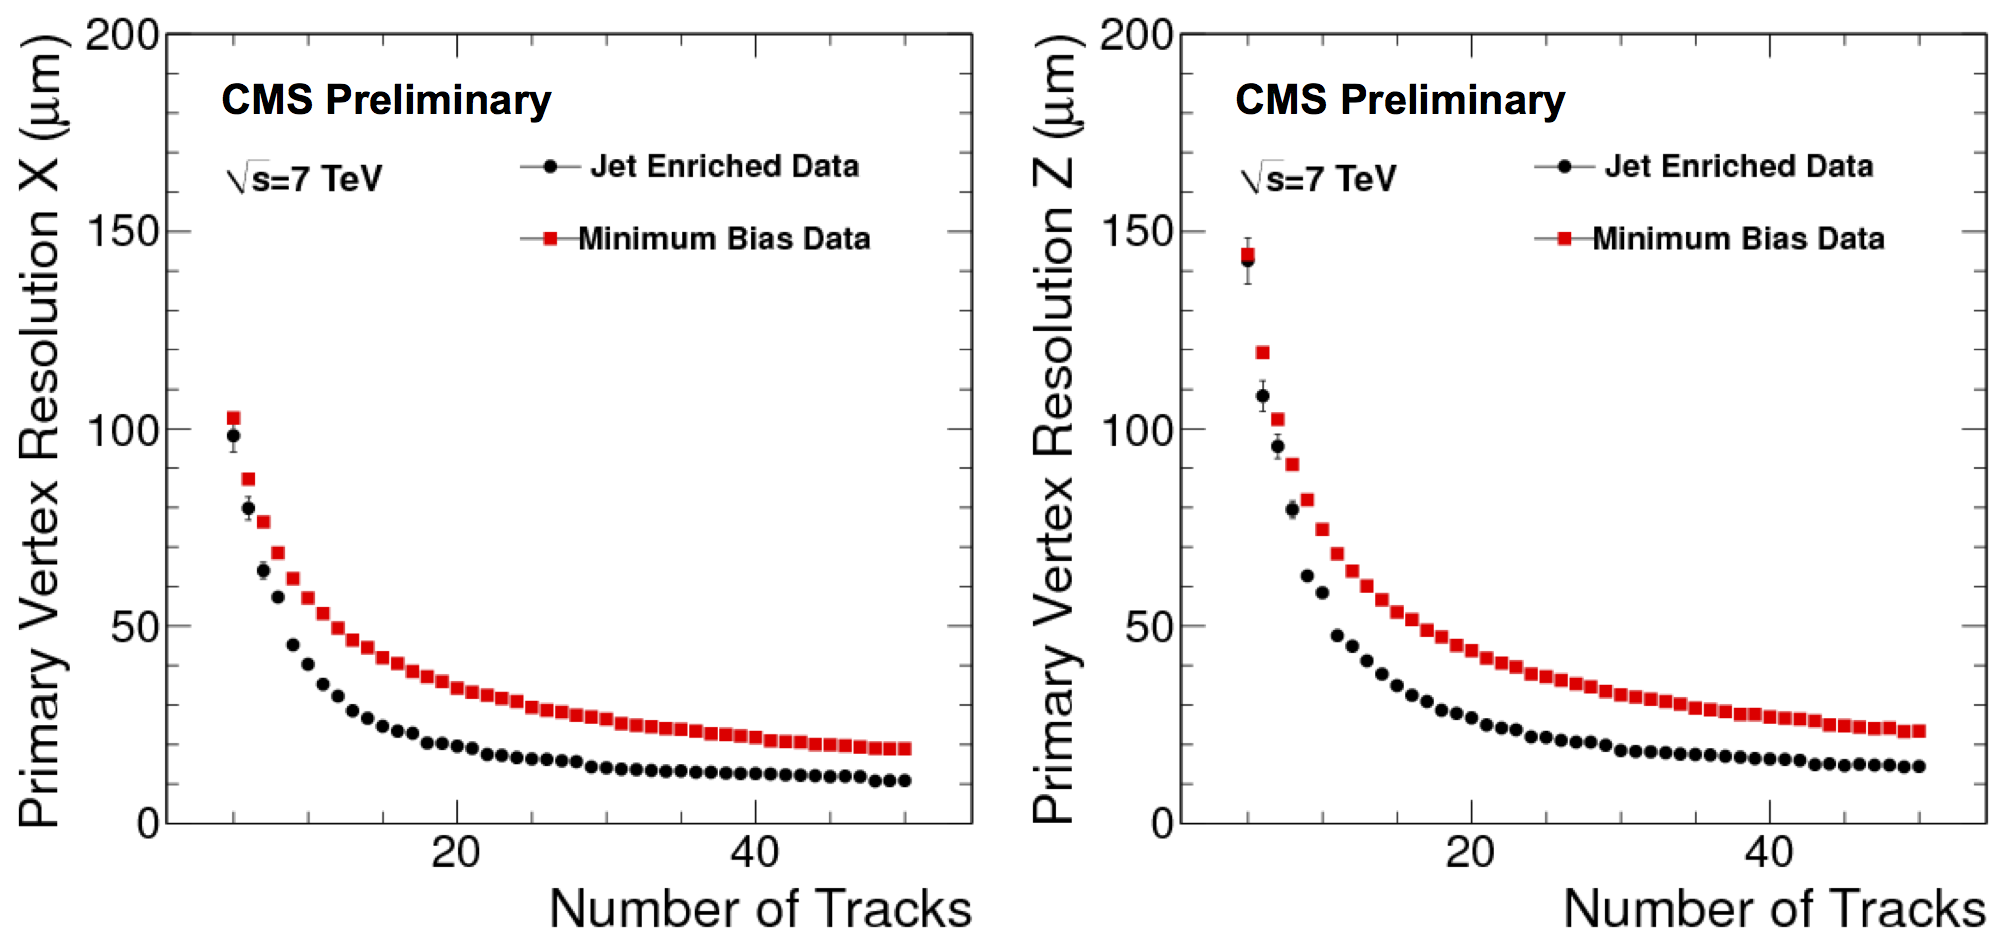 Primary Vertex Resolution X (μm)
200
150
100
50
0
CMS Preliminary
√s=7 TeV
Jet Enriched Data
Minimum Bias Data
20
40
Number of Tracks
Primary Vertex Resolution Z (μm)
200
150
100
50
0
CMS Preliminary
√s=7 TeV
Jet Enriched Data
Minimum Bias Data
20
40
Number of Tracks